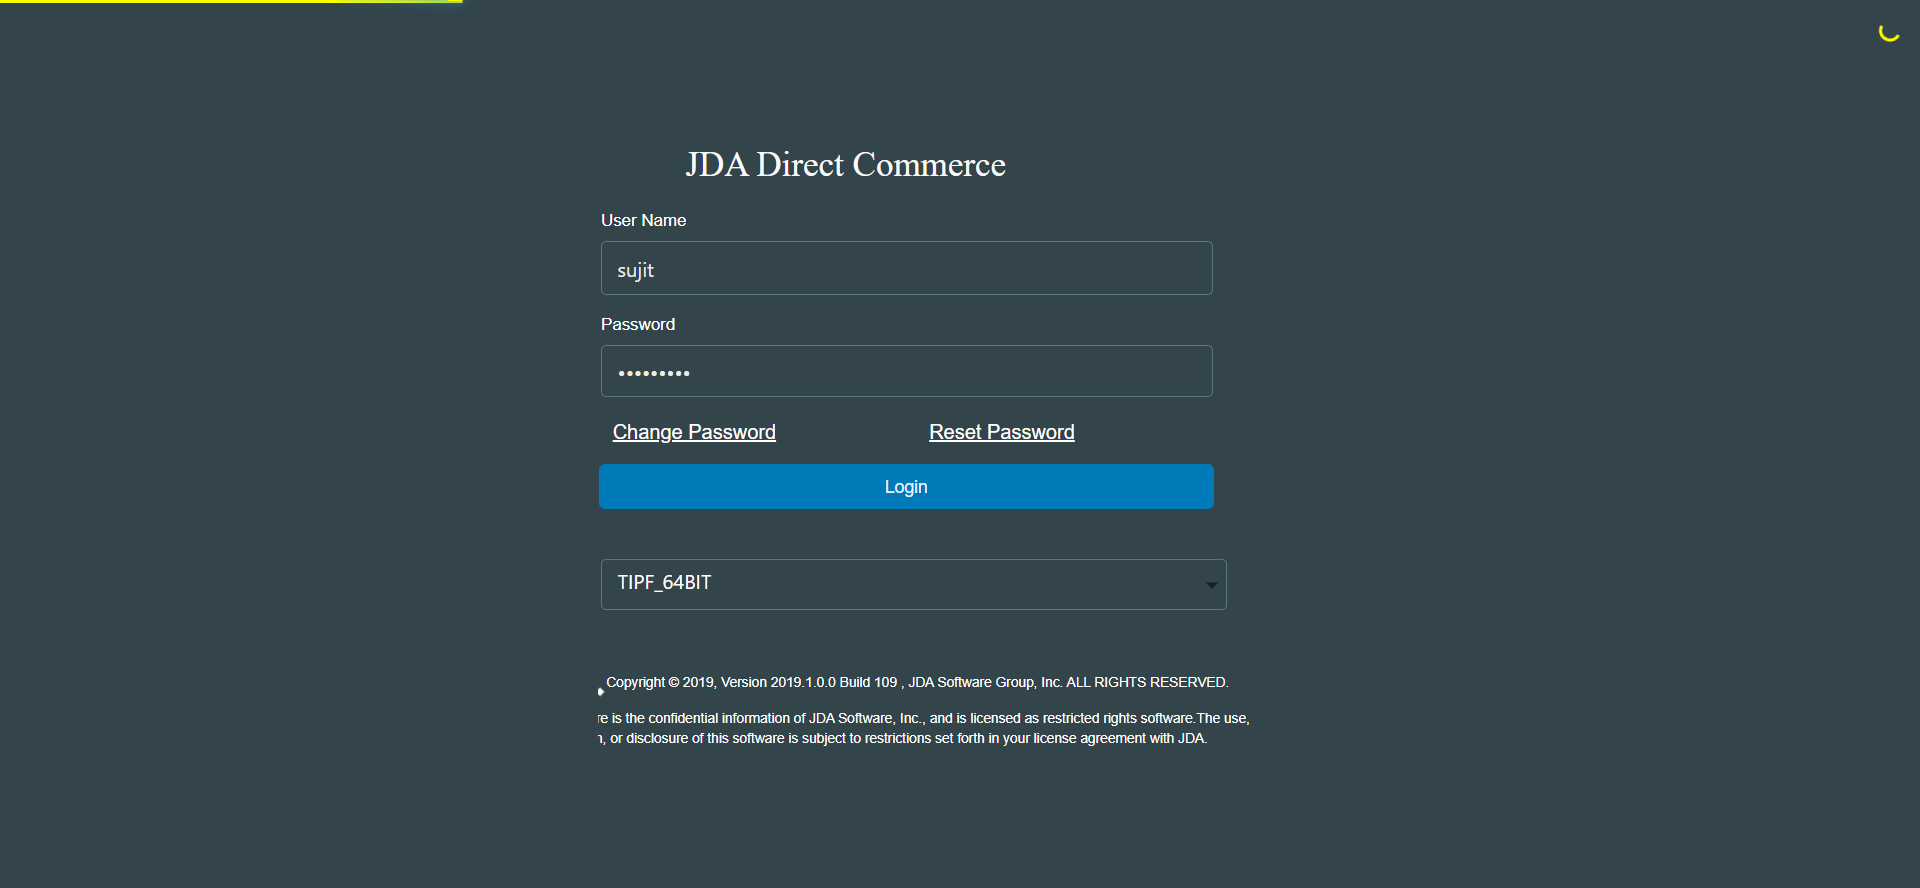 JDA Direct Commerce
User Name
sujit
Password
•••••••••
Change Password Reset Password
Login
TIPF_64BIT
Copyright © 2019, Version 2019.1.0.0 Build 109 , JDA Software Group, Inc. ALL RIGHTS RESERVED.
re is the confidential information of JDA Software, Inc., and is licensed as restricted rights software.The use,
, or disclosure of this software is subject to restrictions set forth in your license agreement with JDA.